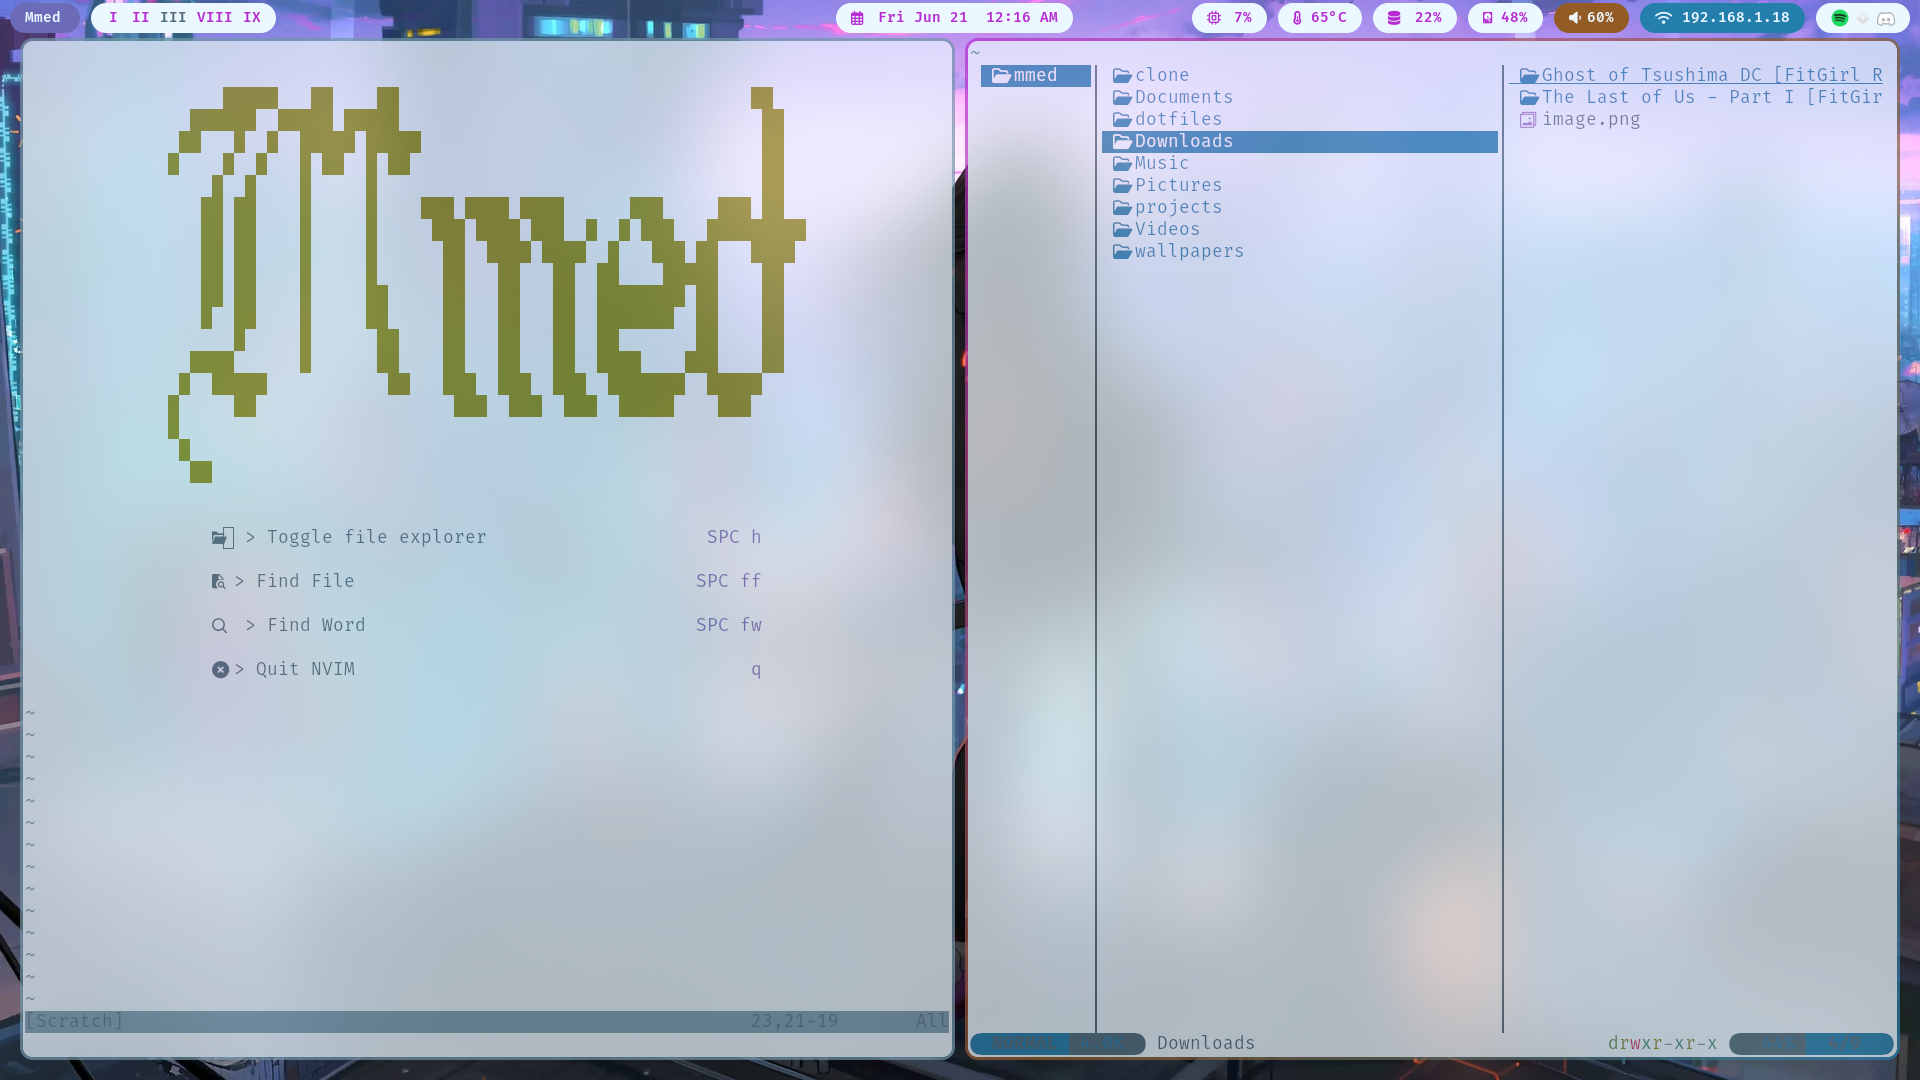 Mmed
I II III VIII IX
Fri Jun 21 12:16 AM
7%
65°C
22%
48%
60%
192.168.1.18
Mmed
> Toggle file explorer SPC h
> Find File SPC ff
> Find Word SPC fw
> Quit NVIM q
~
~
~
~
~
~
~
~
~
~
~
~
~
~
[Scratch] 23,21-19 All
~
mmed
clone
Documents
dotfiles
Downloads
Music
Pictures
projects
Videos
wallpapers
Ghost of Tsushima DC [FitGirl R
The Last of Us - Part I [FitGir
image.png
Downloads
drwxr-xr-x